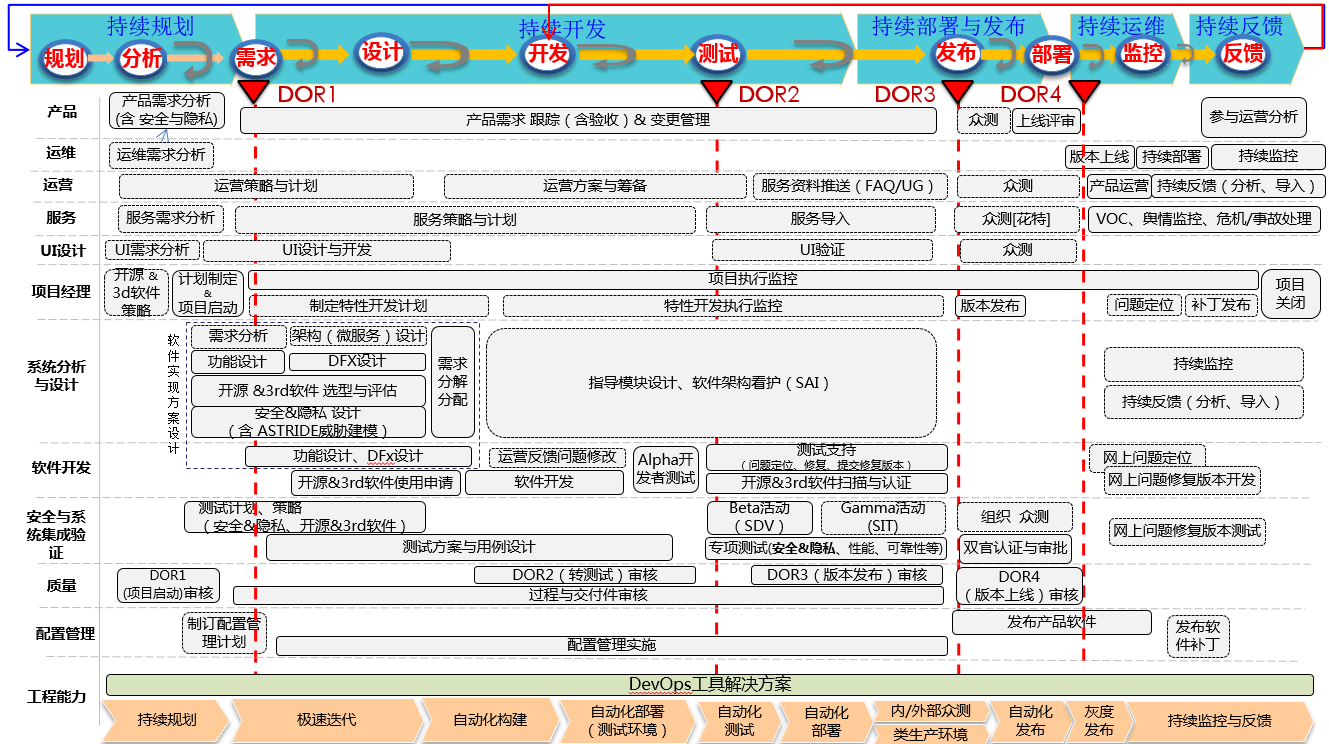 持续规划
持续开发
持续部署与发布
持续运维
持续反馈
规划
分析
需求
设计
开发
测试
发布
部署
监控
反馈
DOR1
DOR2
DOR3
DOR4
产品
产品需求分析
(含 安全与隐私)
产品需求 跟踪（含验收）& 变更管理
众测
上线评审
参与运营分析
运维
运维需求分析
版本上线
持续部署
持续监控
运营
运营策略与计划
运营方案与筹备
服务资料推送（FAQ/UG）
众测
产品运营
持续反馈（分析、导入）
服务
服务需求分析
服务策略与计划
服务导入
众测[花特]
VOC、舆情监控、危机/事故处理
UI设计
UI需求分析
UI设计与开发
UI验证
众测
项目经理
开源 &
3d软件
策略
计划制定
&
项目启动
项目执行监控
制定特性开发计划
特性开发执行监控
版本发布
问题定位
补丁发布
项目
关闭
系统分析
与设计
软件实现方案设计
需求分析
架构（微服务）设计
功能设计
DFX设计
开源 &3rd软件 选型与评估
安全&隐私 设计
（含 ASTRIDE威胁建模）
需求
分解
分配
指导模块设计、软件架构看护（SAI）
持续监控
持续反馈（分析、导入）
软件开发
功能设计、DFx设计
运营反馈问题修改
Alpha开
发者测试
测试支持
（问题定位、修复、提交修复版本）
网上问题定位
开源&3rd软件使用申请
软件开发
开源&3rd软件扫描与认证
网上问题修复版本开发
安全与系
统集成验
证
测试计划、策略
（安全&隐私、开源&3rd软件）
Beta活动
（SDV）
Gamma活动
(SIT)
组织 众测
网上问题修复版本测试
测试方案与用例设计
专项测试(安全&隐私、性能、可靠性等)
双官认证与审批
质量
DOR1
(项目启动)审核
DOR2（转测试）审核
DOR3（版本发布）审核
DOR4
（版本上线）审核
过程与交付件审核
配置管理
制订配置管
理计划
配置管理实施
发布产品软件
发布软
件补丁
工程能力
DevOps工具解决方案
持续规划
极速迭代
自动化构建
自动化部署
（测试环境）
自动化
测试
自动化
部署
内/外部众测
类生产环境
自动化
发布
灰度
发布
持续监控与反馈